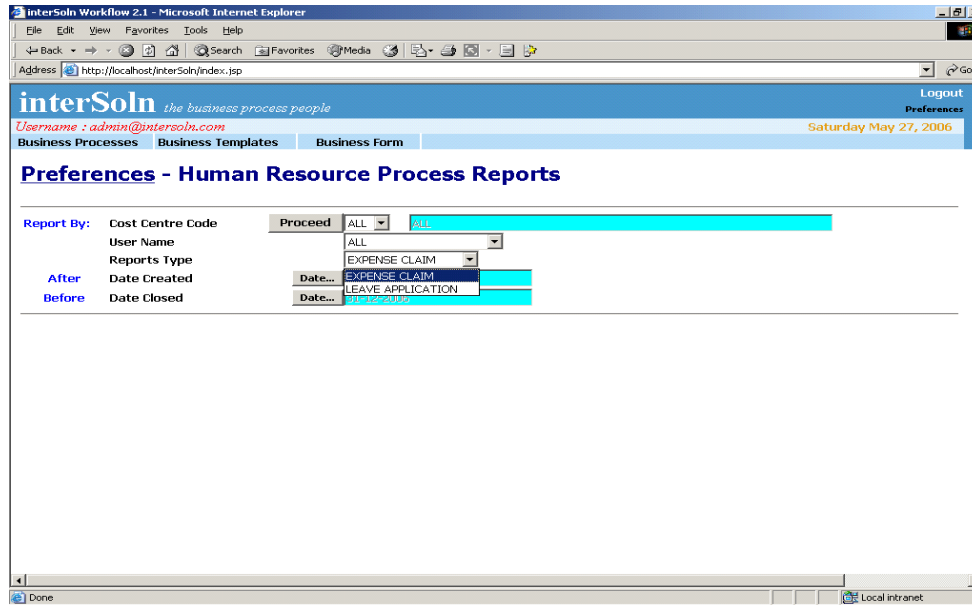 interSoln Workflow 2.1 - Microsoft Internet Explorer
File Edit View Favorites Tools Help
Back Search Favorites Media
Address http://localhost/interSoln/index.jsp Go
interSoln the business process people Logout
Preferences
Username : admin@intersoln.com Saturday May 27, 2006
Business Processes Business Templates Business Form
Preferences - Human Resource Process Reports
Report By: Cost Centre Code Proceed ALL ALL
User Name ALL
Reports Type EXPENSE CLAIM
After Date Created Date... EXPENSE CLAIM
LEAVE APPLICATION
Before Date Closed Date... 31-12-2006
Done Local intranet